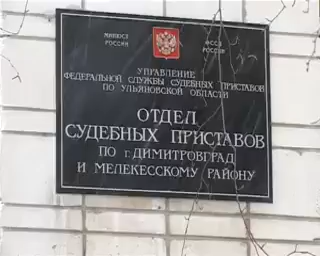 МИНЮСТ ФССП
РОССИИ РОССИИ
УПРАВЛЕНИЕ
ФЕДЕРАЛЬНОЙ СЛУЖБЫ СУДЕБНЫХ ПРИСТАВОВ
ПО УЛЬЯНОВСКОЙ ОБЛАСТИ
ОТДЕЛ
СУДЕБНЫХ ПРИСТАВОВ
ПО г. ДИМИТРОВГРАД
И МЕЛЕКЕССКОМУ РАЙОНУ